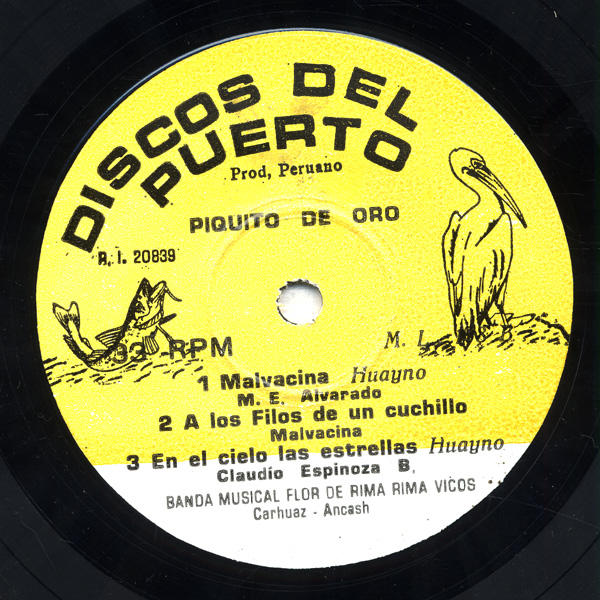 DISCOS DEL
PUERTO
Prod, Peruano
PIQUITO DE ORO
R. I. 20839
33 RPM
M. L.
1 Malvacina Huayno
M. E. Alvarado
2 A los Filos de un cuchillo
Malvacina
3 En el cielo las estrellas Huayno
Claudio Espinoza B.
BANDA MUSICAL FLOR DE RIMA RIMA VICOS
Carhuaz - Ancash